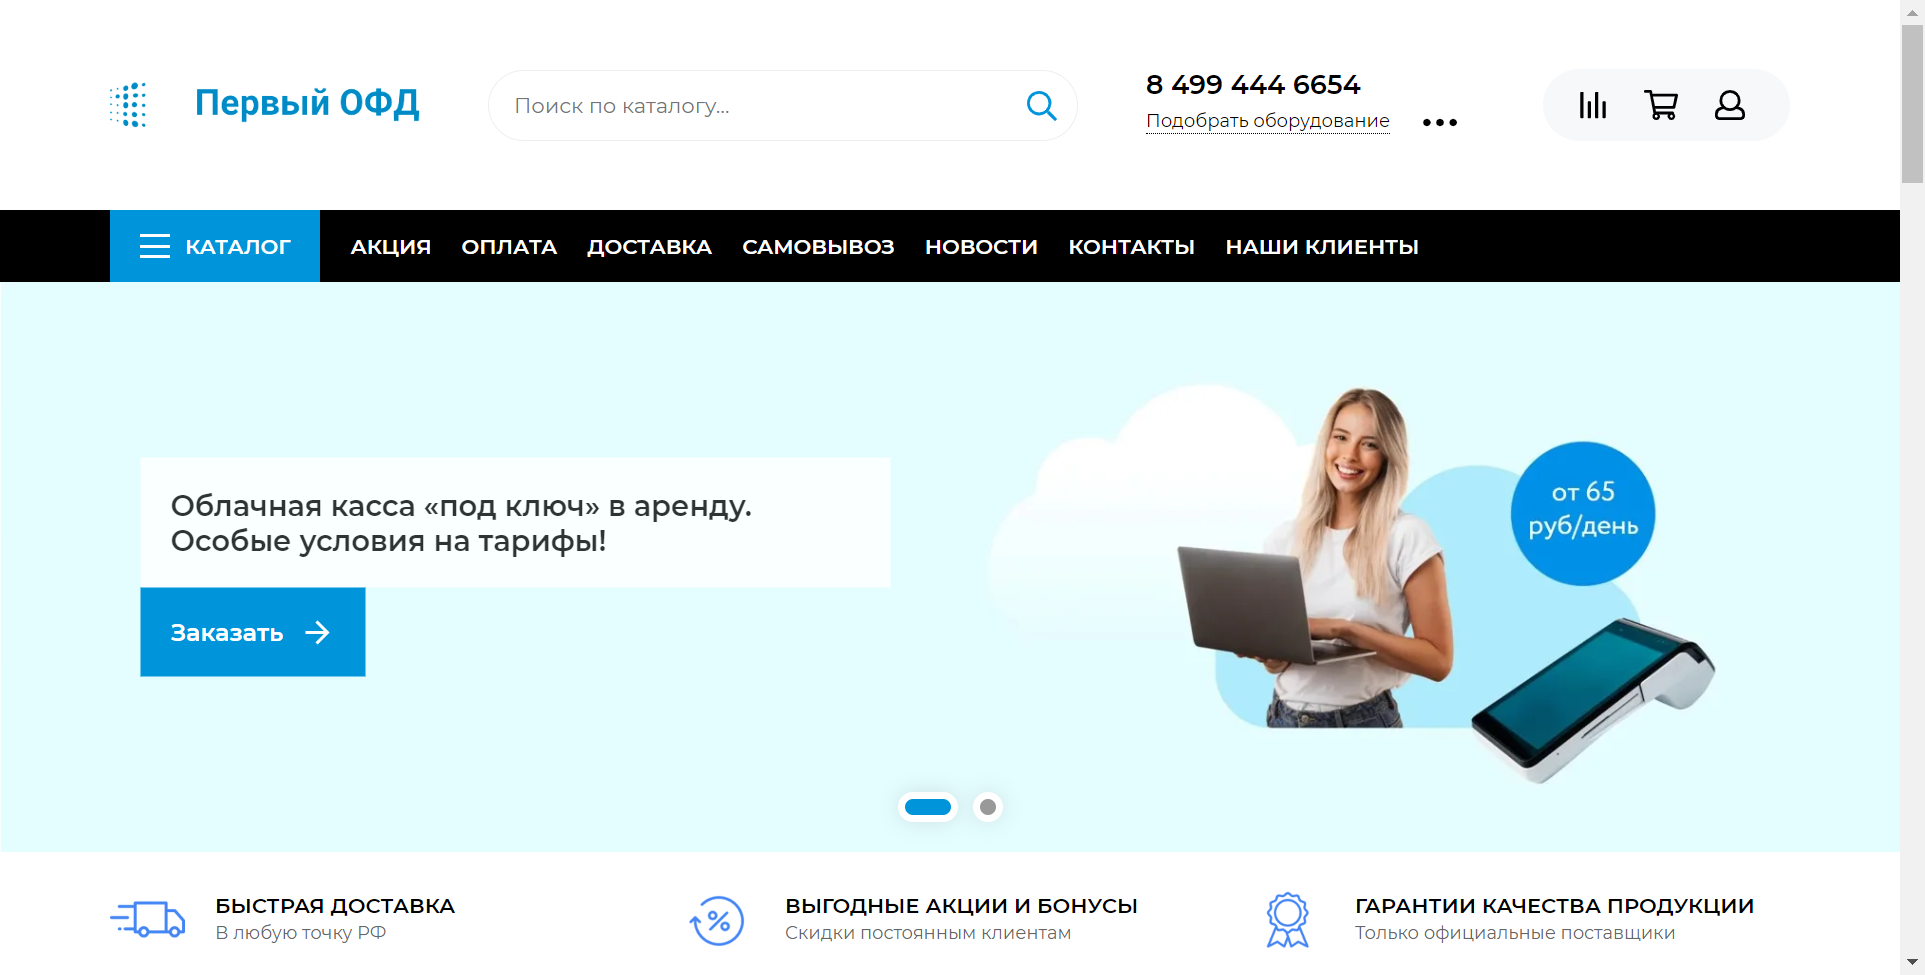 Первый ОФД
Поиск по каталогу...
8 499 444 6654
Подобрать оборудование
КАТАЛОГ
АКЦИЯ
ОПЛАТА
ДОСТАВКА
САМОВЫВОЗ
НОВОСТИ
КОНТАКТЫ
НАШИ КЛИЕНТЫ
Облачная касса «под ключ» в аренду.
Особые условия на тарифы!
Заказать
от 65
руб/день
БЫСТРАЯ ДОСТАВКА
В любую точку РФ
ВЫГОДНЫЕ АКЦИИ И БОНУСЫ
Скидки постоянным клиентам
ГАРАНТИИ КАЧЕСТВА ПРОДУКЦИИ
Только официальные поставщики